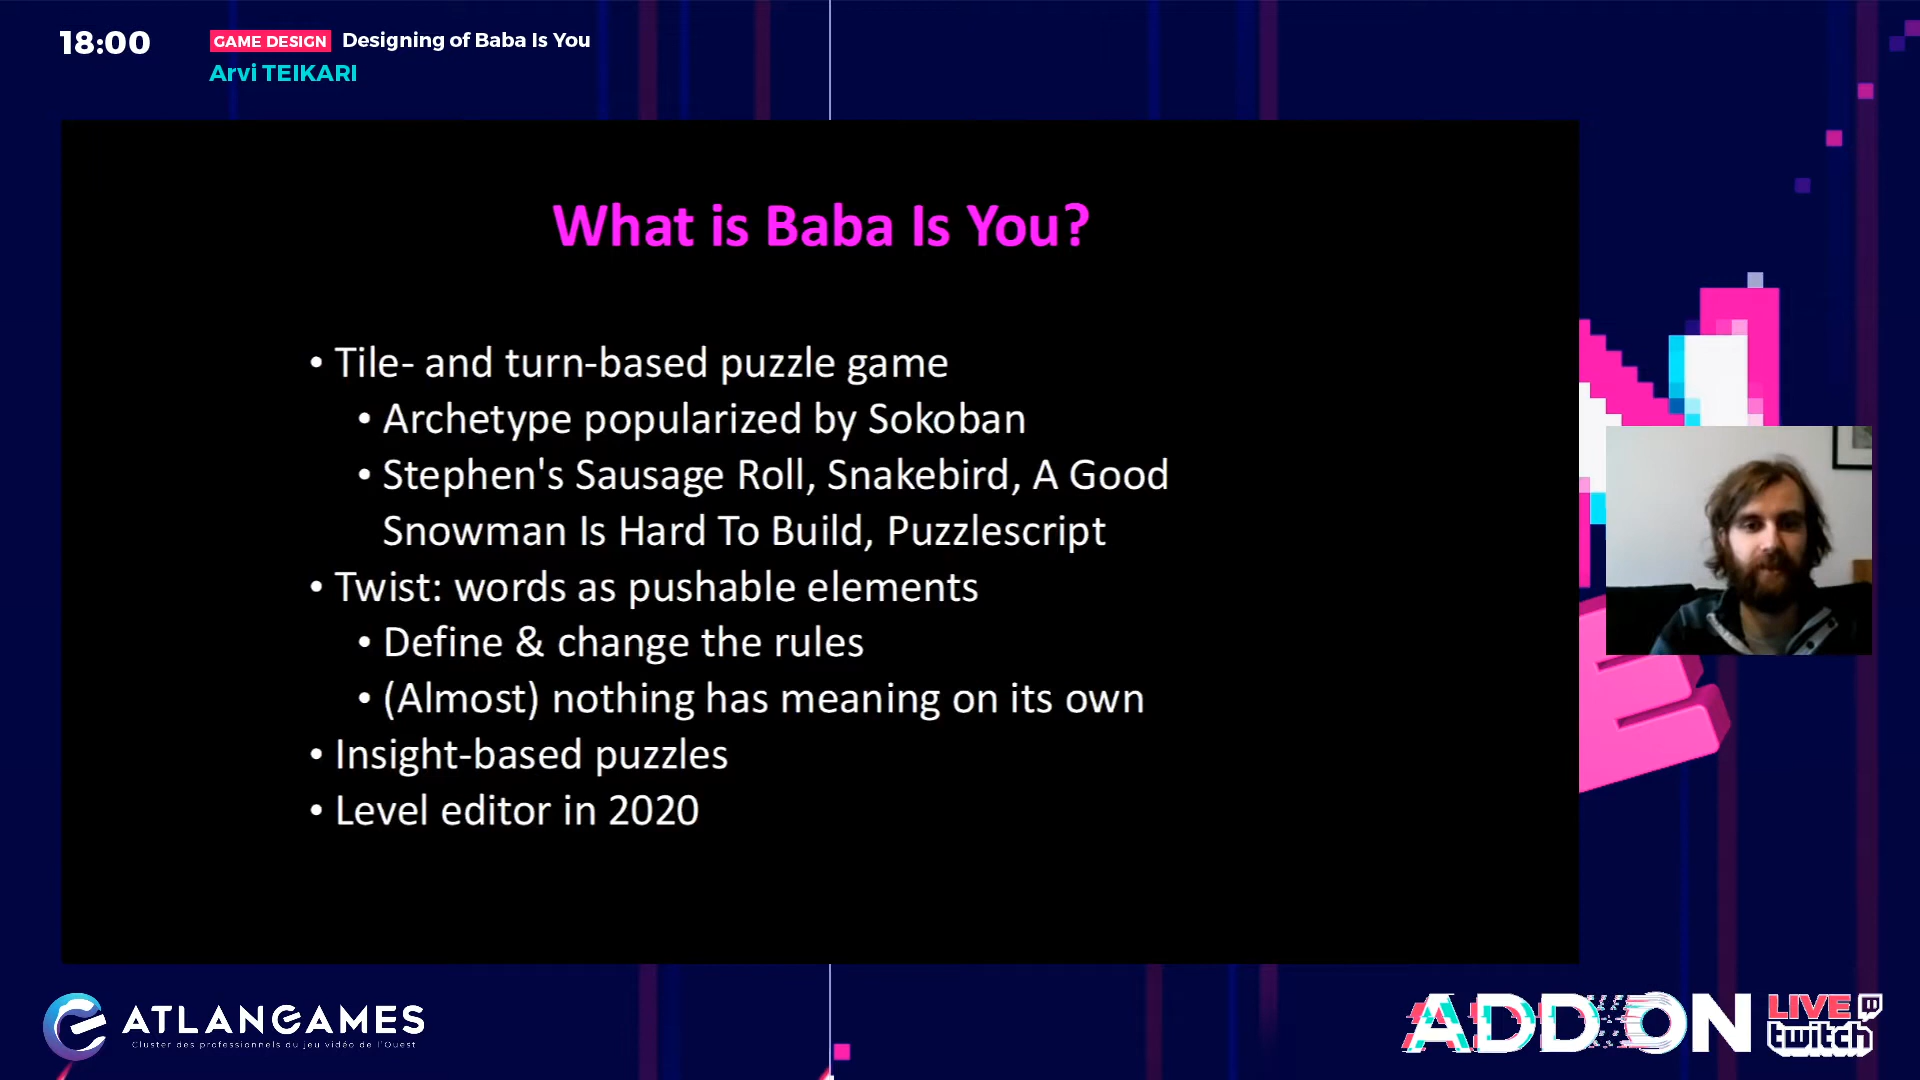 18:00
GAME DESIGN Designing of Baba Is You
Arvi TEIKARI
What is Baba Is You?
• Tile- and turn-based puzzle game
• Archetype popularized by Sokoban
• Stephen's Sausage Roll, Snakebird, A Good
Snowman Is Hard To Build, Puzzlescript
• Twist: words as pushable elements
• Define & change the rules
• (Almost) nothing has meaning on its own
• Insight-based puzzles
• Level editor in 2020
ATLANGAMES
Cluster des professionnels du jeu vidéo de l'Ouest
ADDON
LIVE
twitch